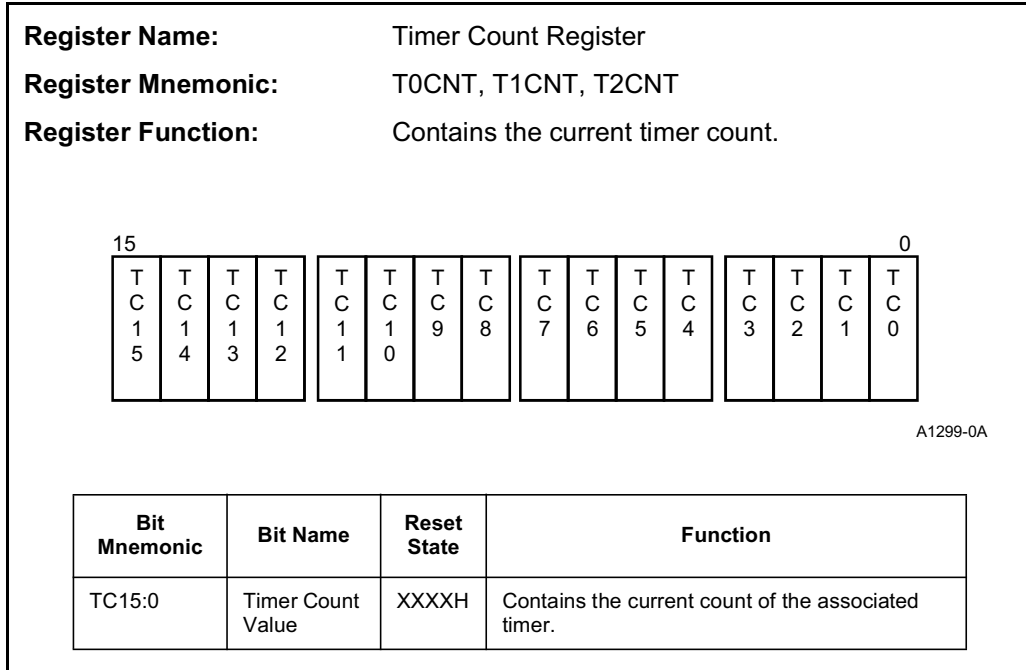 Register Name: Timer Count Register
Register Mnemonic: T0CNT, T1CNT, T2CNT
Register Function: Contains the current timer count.
15 0
TC15 TC14 TC13 TC12 TC11 TC10 TC9 TC8 TC7 TC6 TC5 TC4 TC3 TC2 TC1 TC0
A1299-0A
Bit Mnemonic Bit Name Reset State Function
TC15:0 Timer Count Value XXXXH Contains the current count of the associated timer.